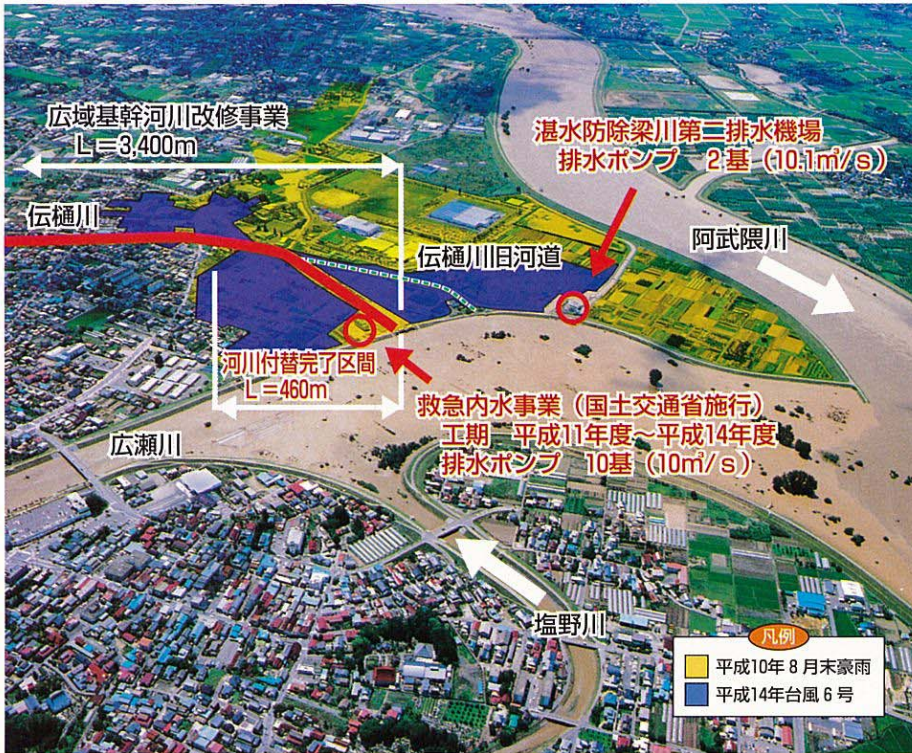 広域基幹河川改修事業
L=3,400m
湛水防除梁川第二排水機場
排水ポンプ 2基(10.1㎥/s)
伝樋川
伝樋川旧河道
阿武隈川
河川付替完了区間
L=460m
救急内水事業(国土交通省施行)
工期 平成11年度~平成14年度
排水ポンプ 10基(10㎥/s)
広瀬川
塩野川
凡例
平成10年8月末豪雨
平成14年台風6号